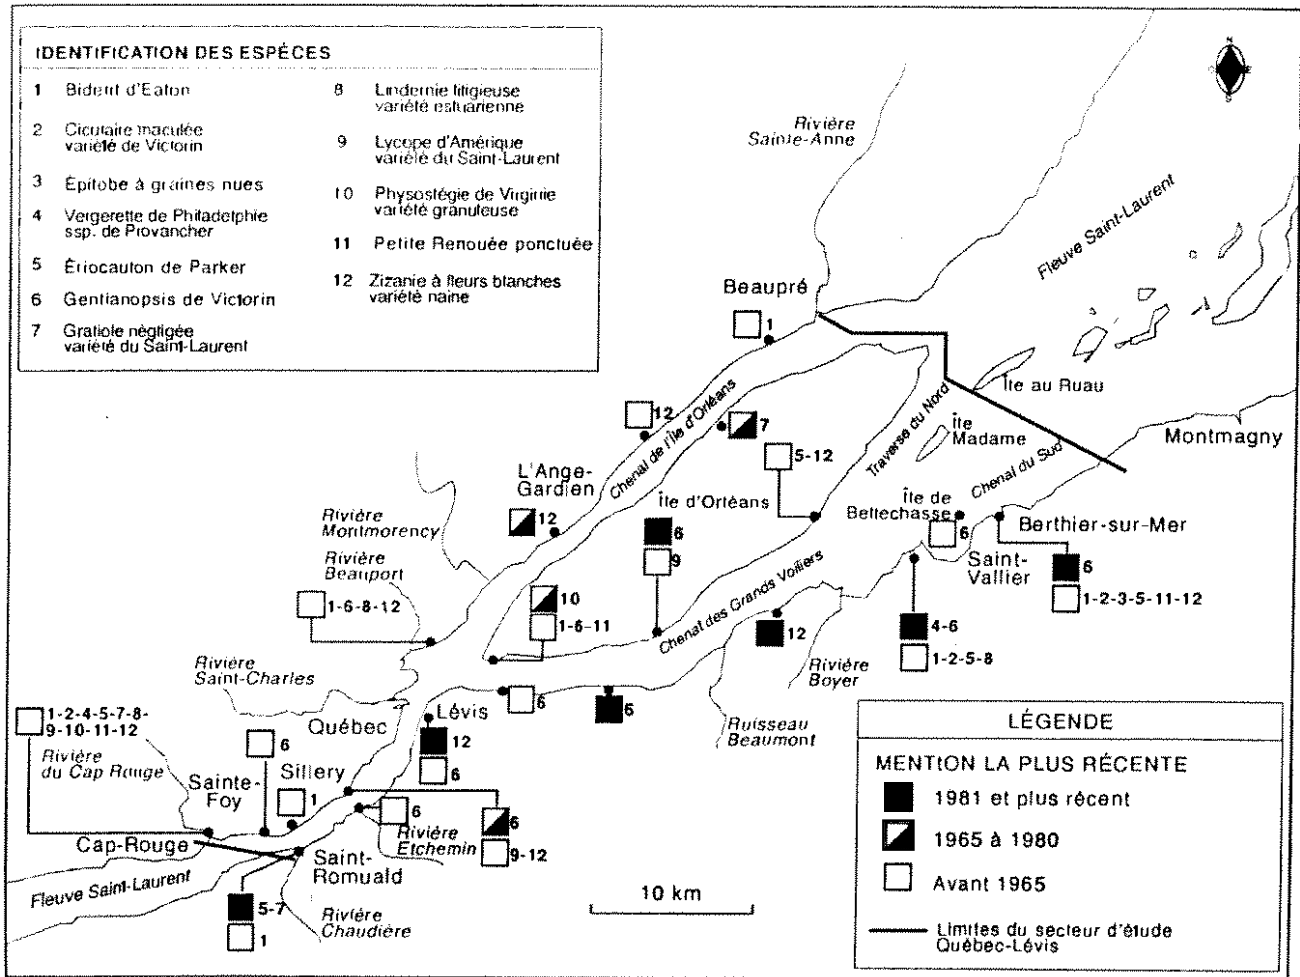 IDENTIFICATION DES ESPÈCES
1 Bident d'Eaton
2 Cicutaire maculée
variété de Victorin
3 Épilobe à graines nues
4 Vergerette de Philadelphie
ssp. de Provancher
5 Ériocaulon de Parker
6 Gentianopsis de Victorin
7 Gratiole négligée
variété du Saint-Laurent
8 Lindernie litigieuse
variété estuarienne
9 Lycope d'Amérique
variété du Saint-Laurent
10 Physostégie de Virginie
variété granuleuse
11 Petite Renouée ponctuée
12 Zizanie à fleurs blanches
variété naine
N
O E
S
Rivière
Sainte-Anne
Fleuve Saint-Laurent
Beaupré
1
Île au Ruau
12
Chenal de l'Île d'Orléans
7
Traverse du Nord
Île
Madame
Montmagny
5-12
Chenal du Sud
L'Ange-
Gardien
12
Île d'Orléans
6
9
Île de
Bellechasse
6
Berthier-sur-Mer
6
1-2-3-5-11-12
Saint-
Vallier
Rivière
Montmorency
Rivière
Beauport
1-6-8-12
10
1-6-11
Chenal des Grands Voiliers
12
4-6
1-2-5-8
Rivière
Boyer
Rivière
Saint-Charles
6
6
Ruisseau
Beaumont
Québec
Lévis
12
6
1-2-4-5-7-8-
9-10-11-12
Rivière
du Cap Rouge
6
Sainte-
Foy
Sillery
1
6
Rivière
Etchemin
6
9-12
Cap-Rouge
Saint-
Romuald
Fleuve Saint-Laurent
5-7
1
Rivière
Chaudière
10 km
LÉGENDE
MENTION LA PLUS RÉCENTE
1981 et plus récent
1965 à 1980
Avant 1965
Limites du secteur d'étude
Québec-Lévis